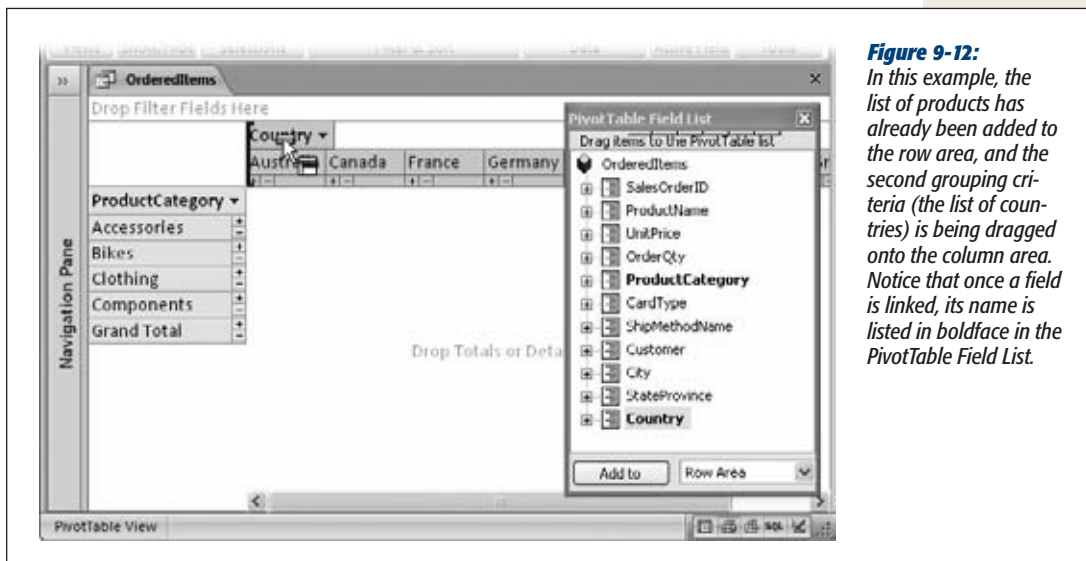 OrderedItems
Drop Filter Fields Here
Country
Canada France Germany
ProductCategory
Accessories
Bikes
Clothing
Components
Grand Total
Drop Totals or Deta
Navigation Pane
PivotTable Field List
Drag items to the PivotTable list
OrderedItems
SalesOrderID
ProductName
UnitPrice
OrderQty
ProductCategory
CardType
ShipMethodName
Customer
City
StateProvince
Country
Add to Row Area
PivotTable View SQL
Figure 9-12:
In this example, the
list of products has
already been added to
the row area, and the
second grouping cri-
teria (the list of coun-
tries) is being dragged
onto the column area.
Notice that once a field
is linked, its name is
listed in boldface in the
PivotTable Field List.